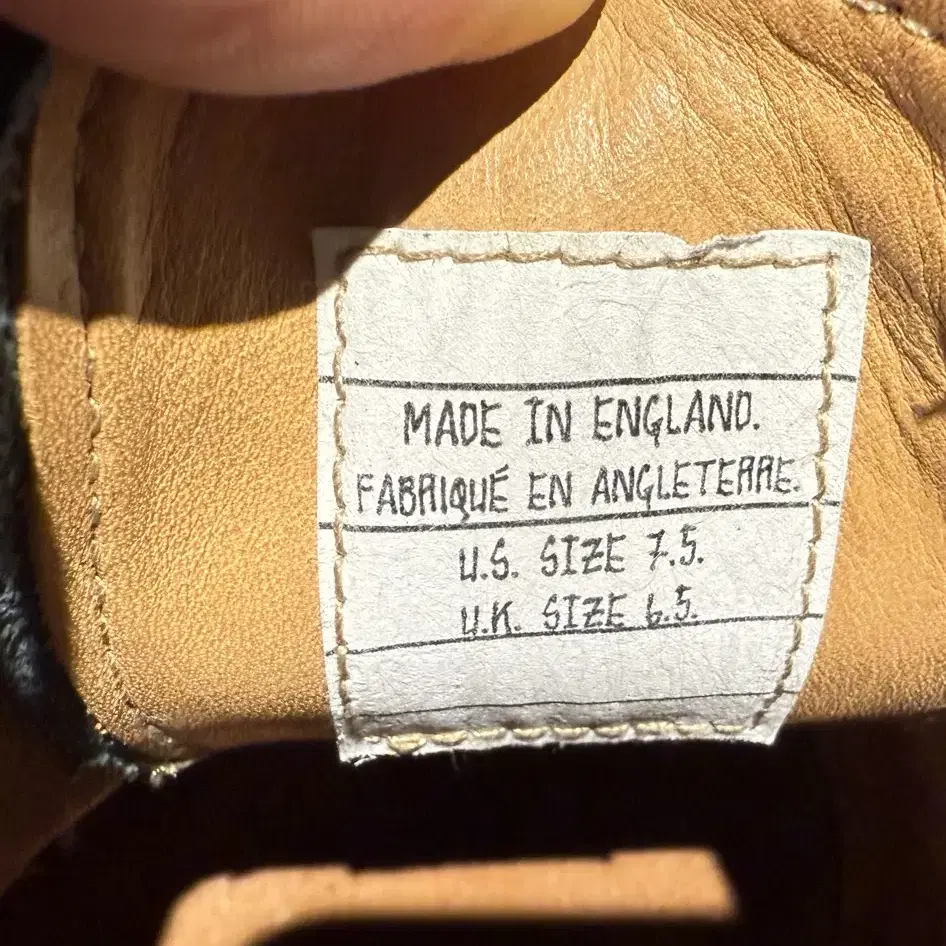 MADE IN ENGLAND.
FABRIQUÉ EN ANGLETERRE.
U.S. SIZE 7.5.
U.K. SIZE 6.5.